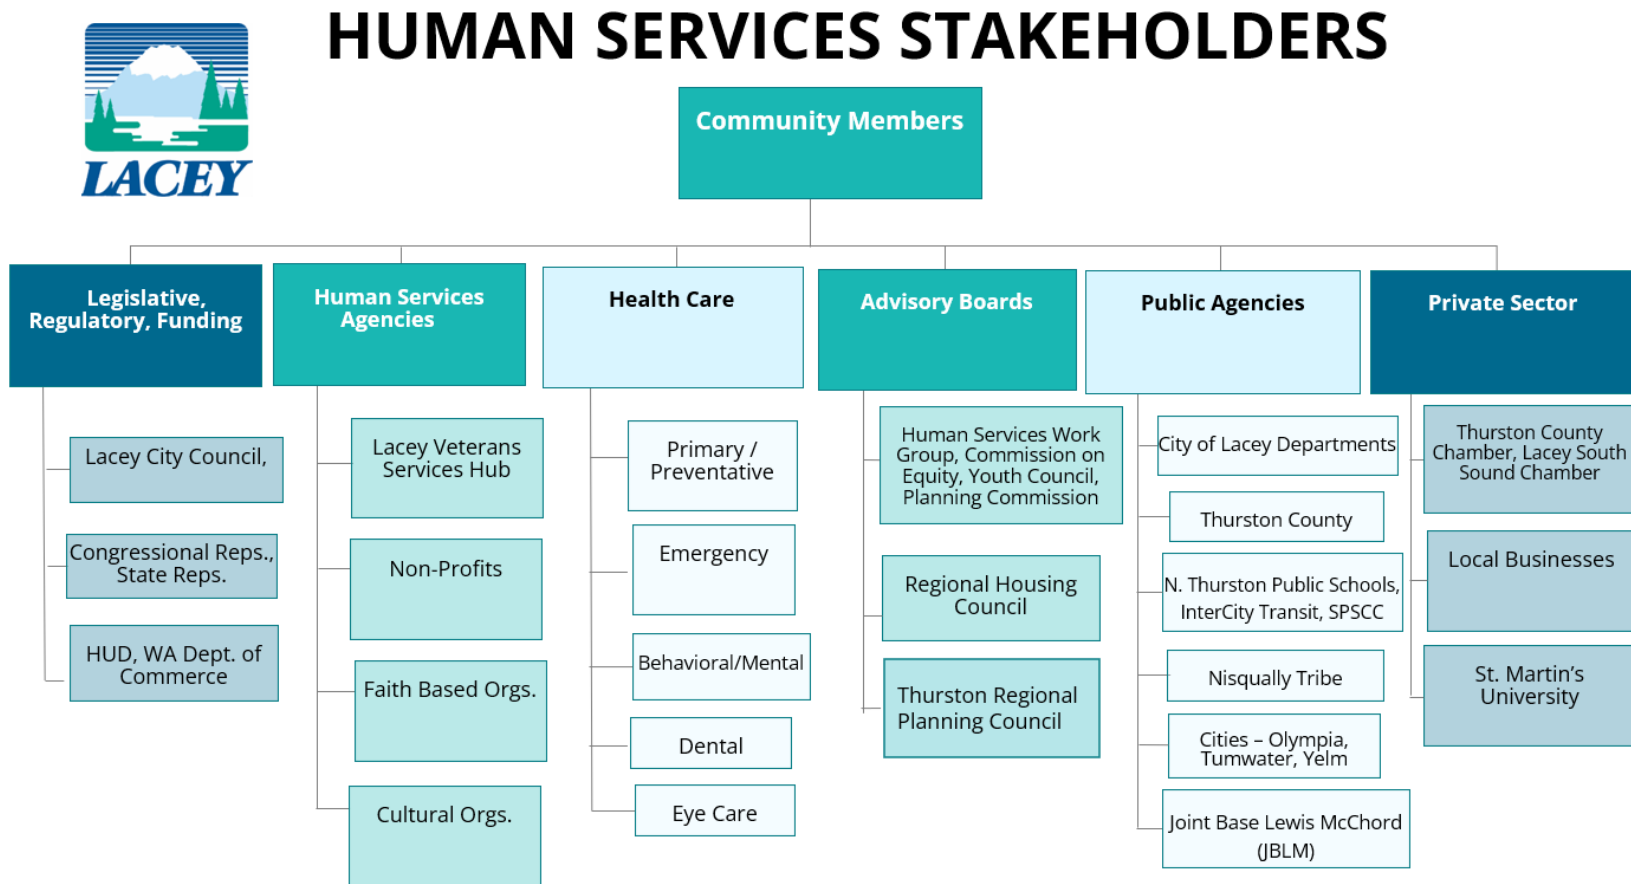 HUMAN SERVICES STAKEHOLDERS
LACEY
Community Members
Legislative,
Regulatory, Funding
Lacey City Council,
Congressional Reps.,
State Reps.
HUD, WA Dept. of
Commerce
Human Services
Agencies
Lacey Veterans
Services Hub
Non-Profits
Faith Based Orgs.
Cultural Orgs.
Health Care
Primary /
Preventative
Emergency
Behavioral/Mental
Dental
Eye Care
Advisory Boards
Human Services Work
Group, Commission on
Equity, Youth Council,
Planning Commission
Regional Housing
Council
Thurston Regional
Planning Council
Public Agencies
City of Lacey Departments
Thurston County
N. Thurston Public Schools,
InterCity Transit, SPSCC
Nisqually Tribe
Cities – Olympia,
Tumwater, Yelm
Joint Base Lewis McChord
(JBLM)
Private Sector
Thurston County
Chamber, Lacey South
Sound Chamber
Local Businesses
St. Martin’s
University